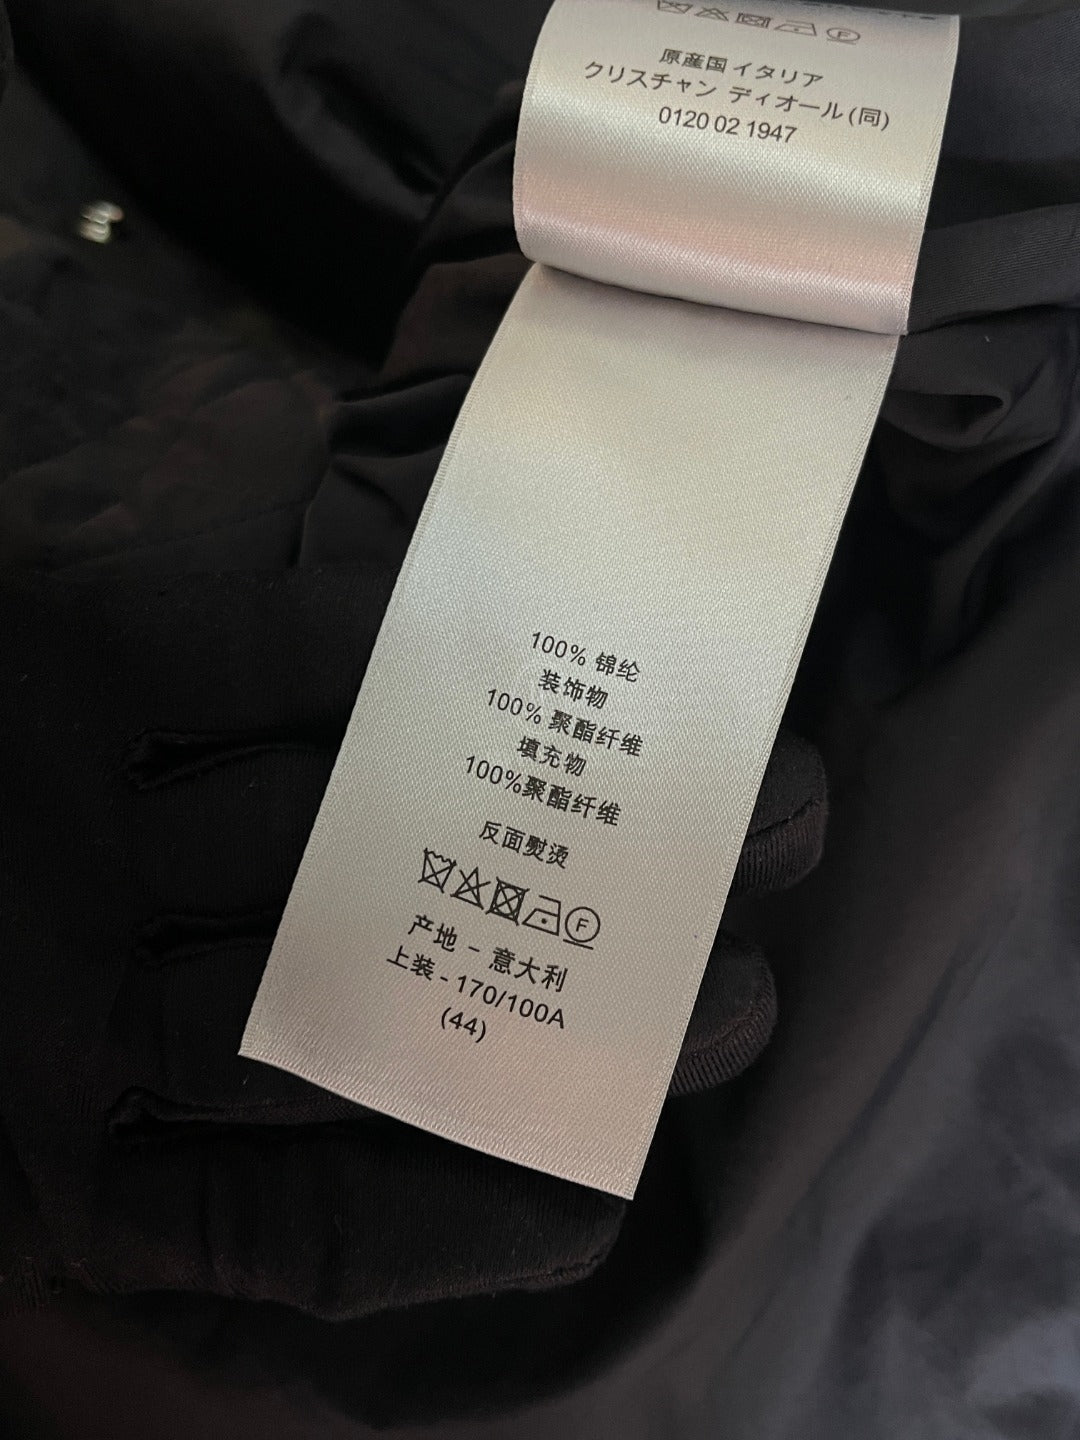 原産国 イタリア
クリスチャン ディオール(同)
0120 02 1947
100% 锦纶
装饰物
100% 聚酯纤维
填充物
100%聚酯纤维
反面熨烫
F
产地 - 意大利
上装 - 170/100A
(44)